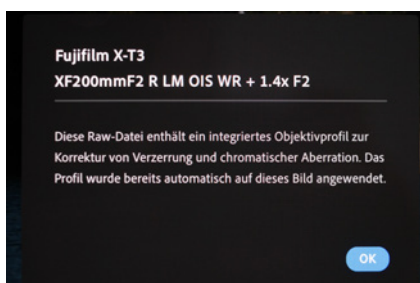 Fujifilm X-T3
XF200mmF2 R LM OIS WR + 1.4x F2
Diese Raw-Datei enthält ein integriertes Objektivprofil zur
Korrektur von Verzerrung und chromatischer Aberration. Das
Profil wurde bereits automatisch auf dieses Bild angewendet.
OK